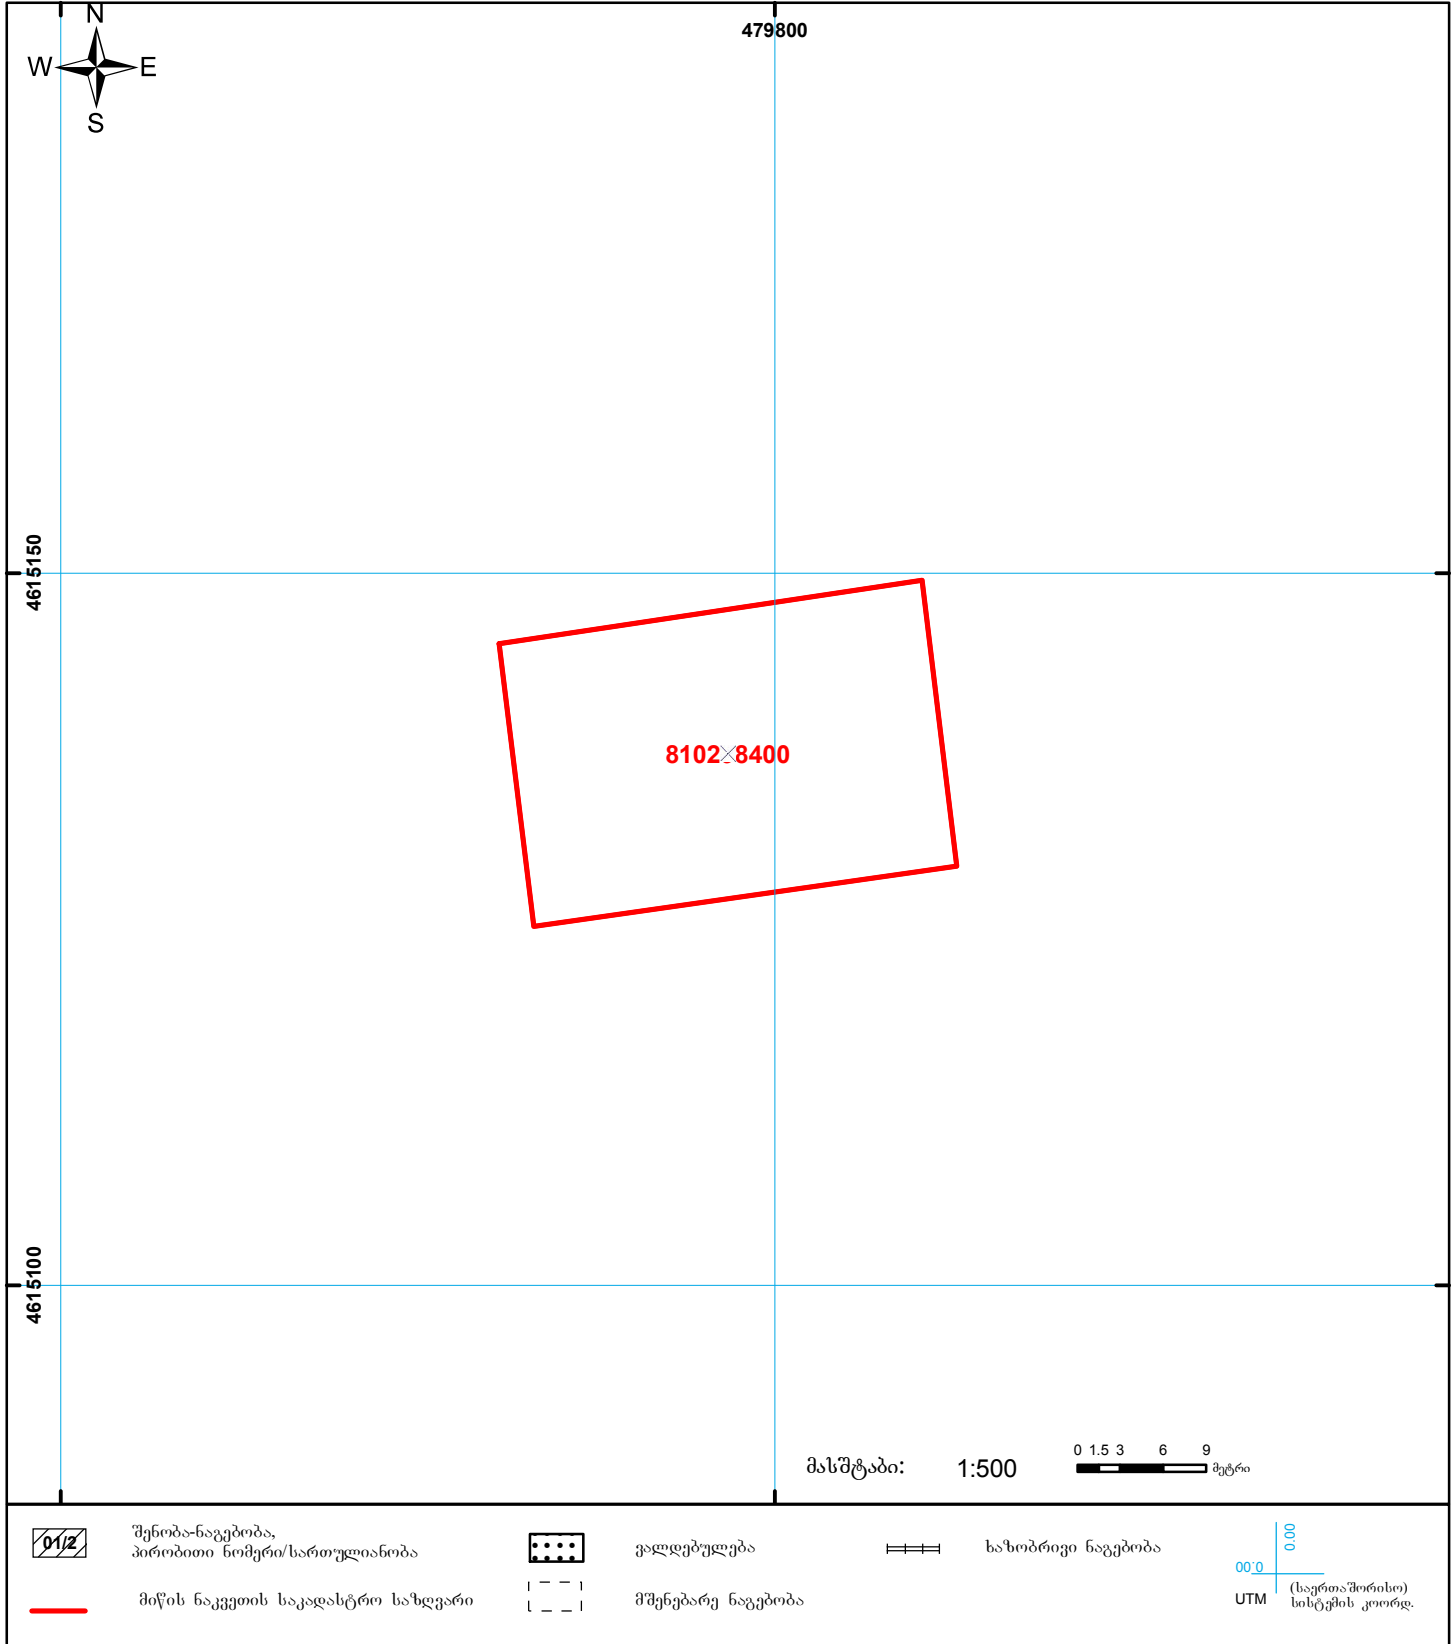 N
W E
S
479800
4615150
8102 8400
4615100
მასშტაბი: 1:500
0 1.5 3 6 9
მეტრი
01/2
შენობა-ნაგებობა,
პირობითი ნომერი/სართულიანობა
ვალდებულება
ხაზობრივი ნაგებობა
მიწის ნაკვეთის საკადასტრო საზღვარი
მშენებარე ნაგებობა
0.00
00.0
UTM
(საერთაშორისო)
სისტემის კოორდ.